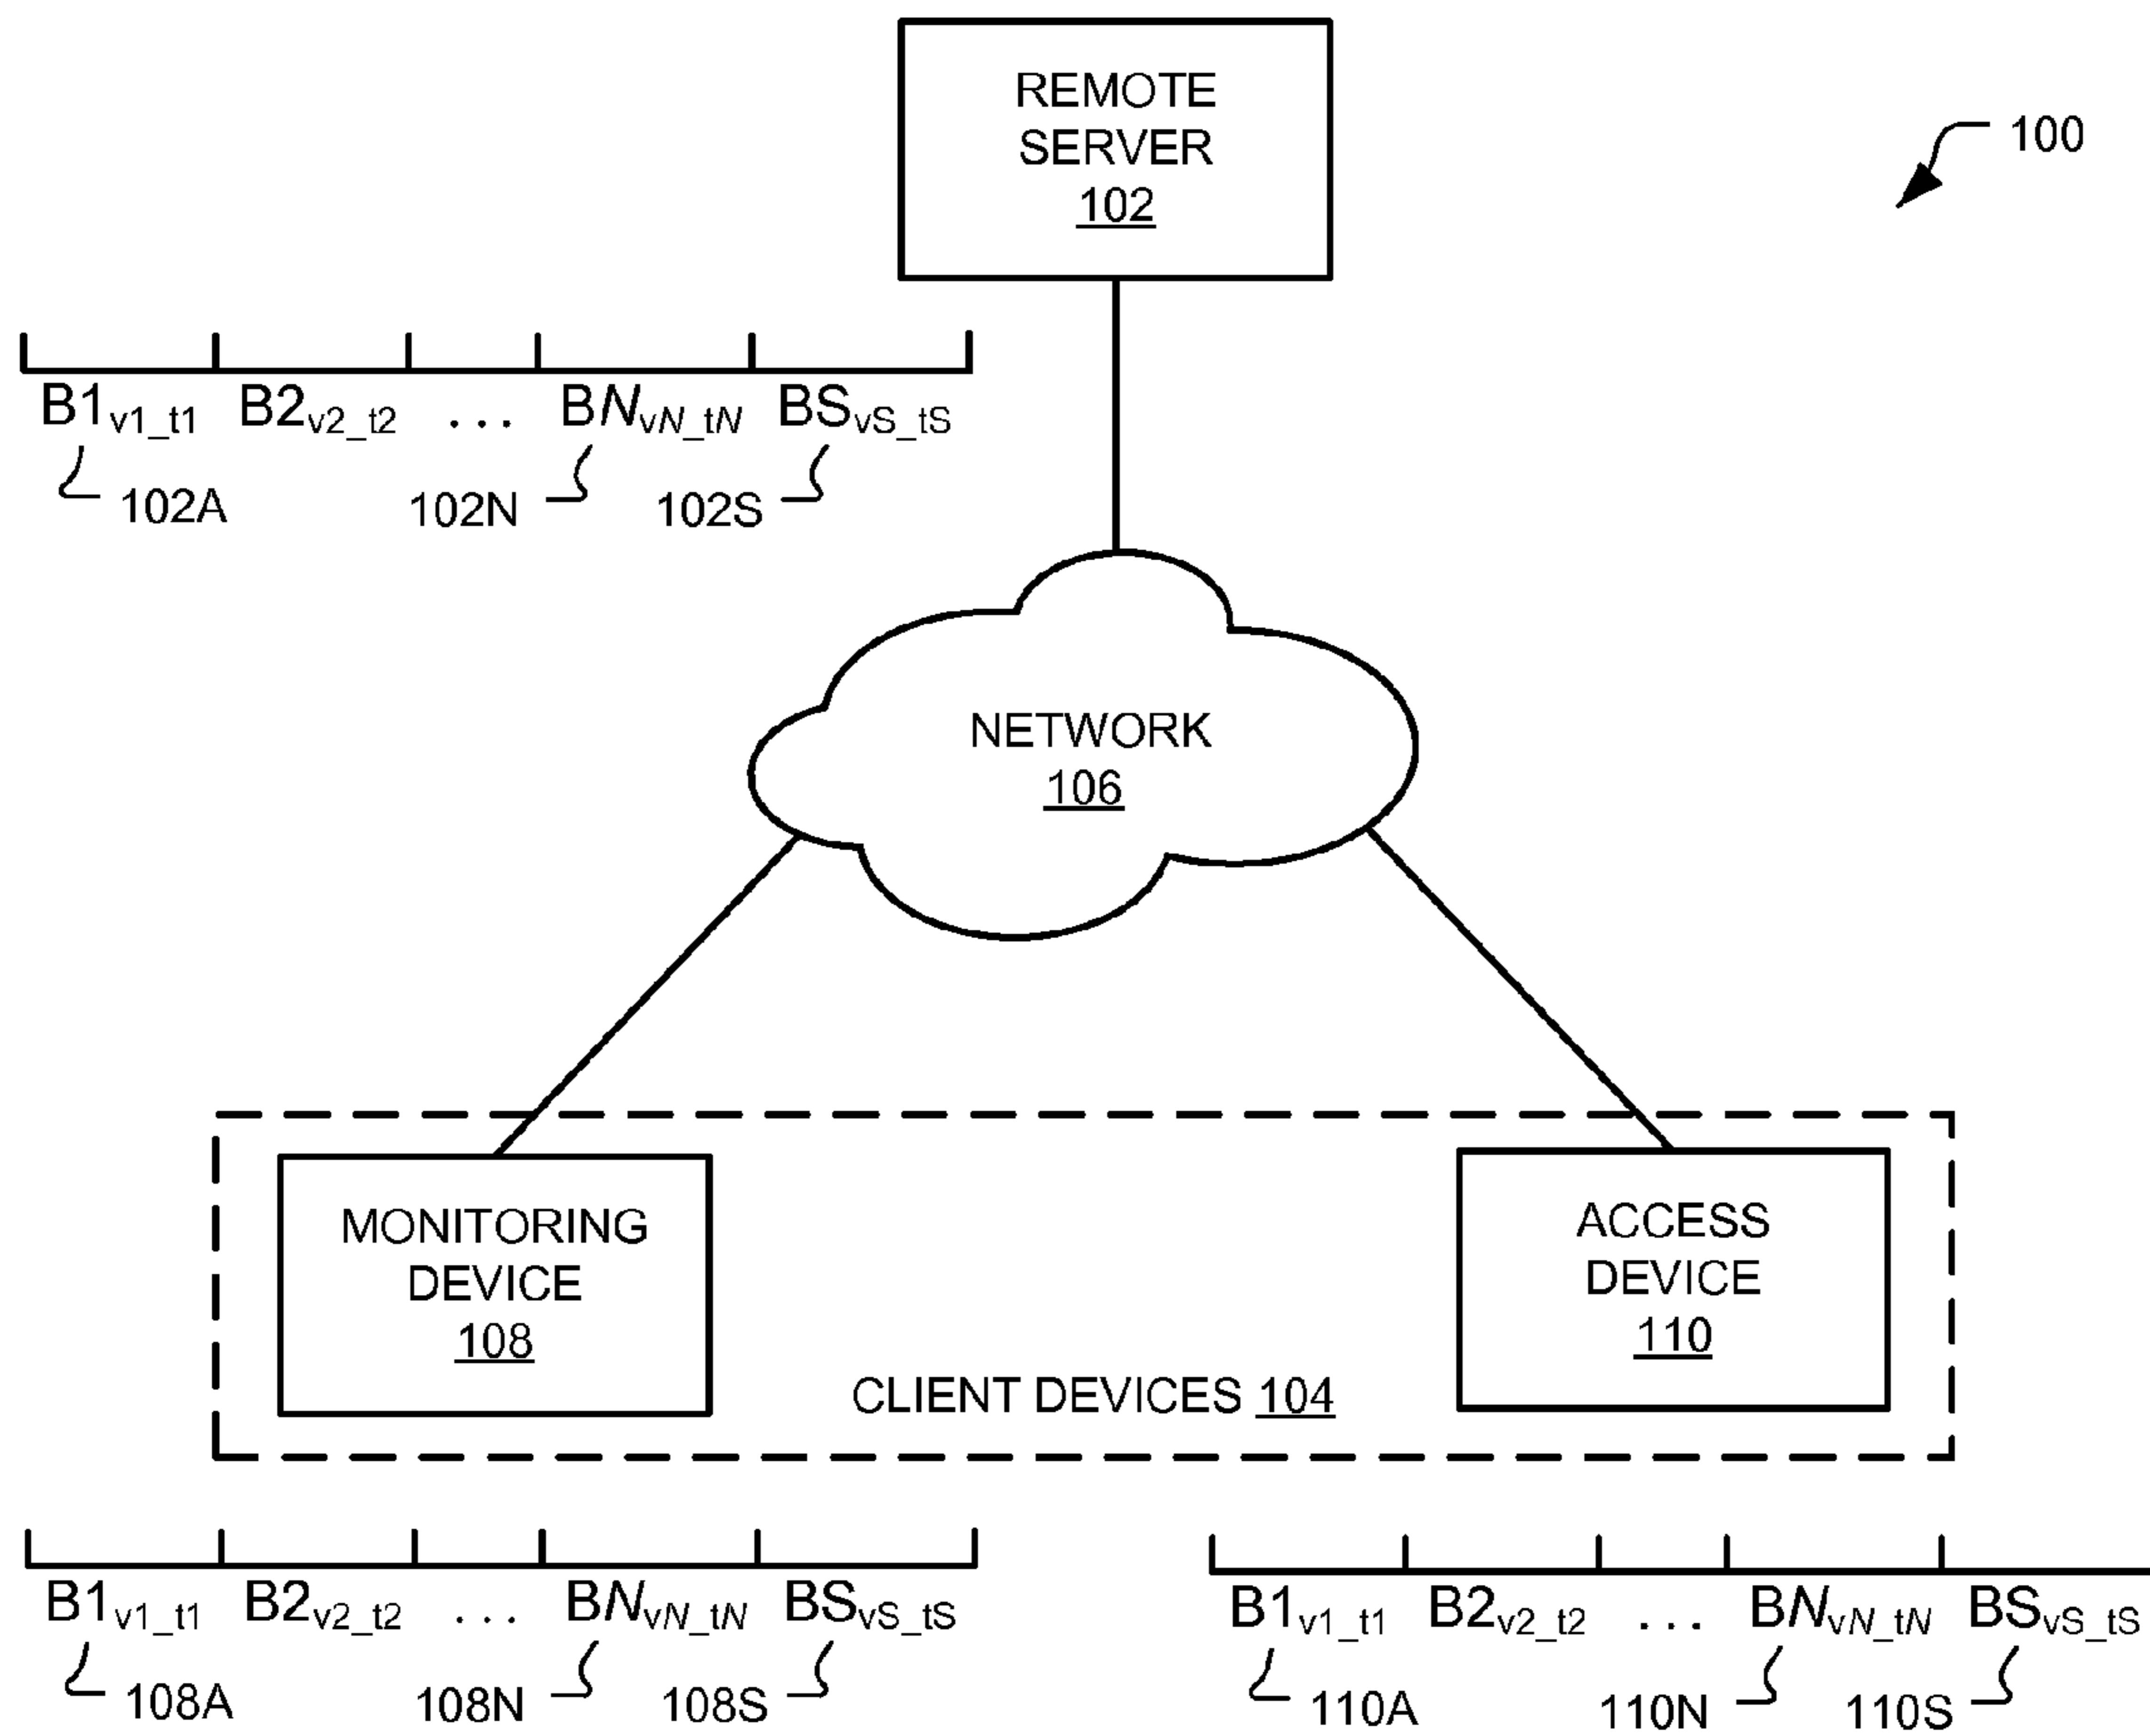 REMOTE
SERVER
102
100
B1v1_t1 B2v2_t2 ... BNvN_tN BSvS_tS
102A 102N 102S
NETWORK
106
MONITORING
DEVICE
108
ACCESS
DEVICE
110
CLIENT DEVICES 104
B1v1_t1 B2v2_t2 ... BNvN_tN BSvS_tS
108A 108N 108S
B1v1_t1 B2v2_t2 ... BNvN_tN BSvS_tS
110A 110N 110S